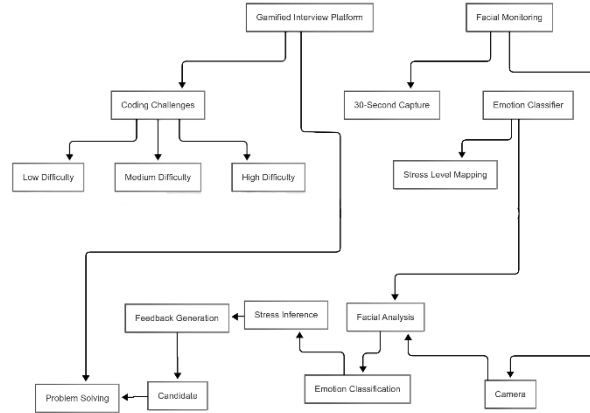 Gamified Interview Platform
Facial Monitoring
Coding Challenges
30-Second Capture
Emotion Classifier
Low Difficulty
Medium Difficulty
High Difficulty
Stress Level Mapping
Feedback Generation
Stress Inference
Facial Analysis
Problem Solving
Candidate
Emotion Classification
Camera